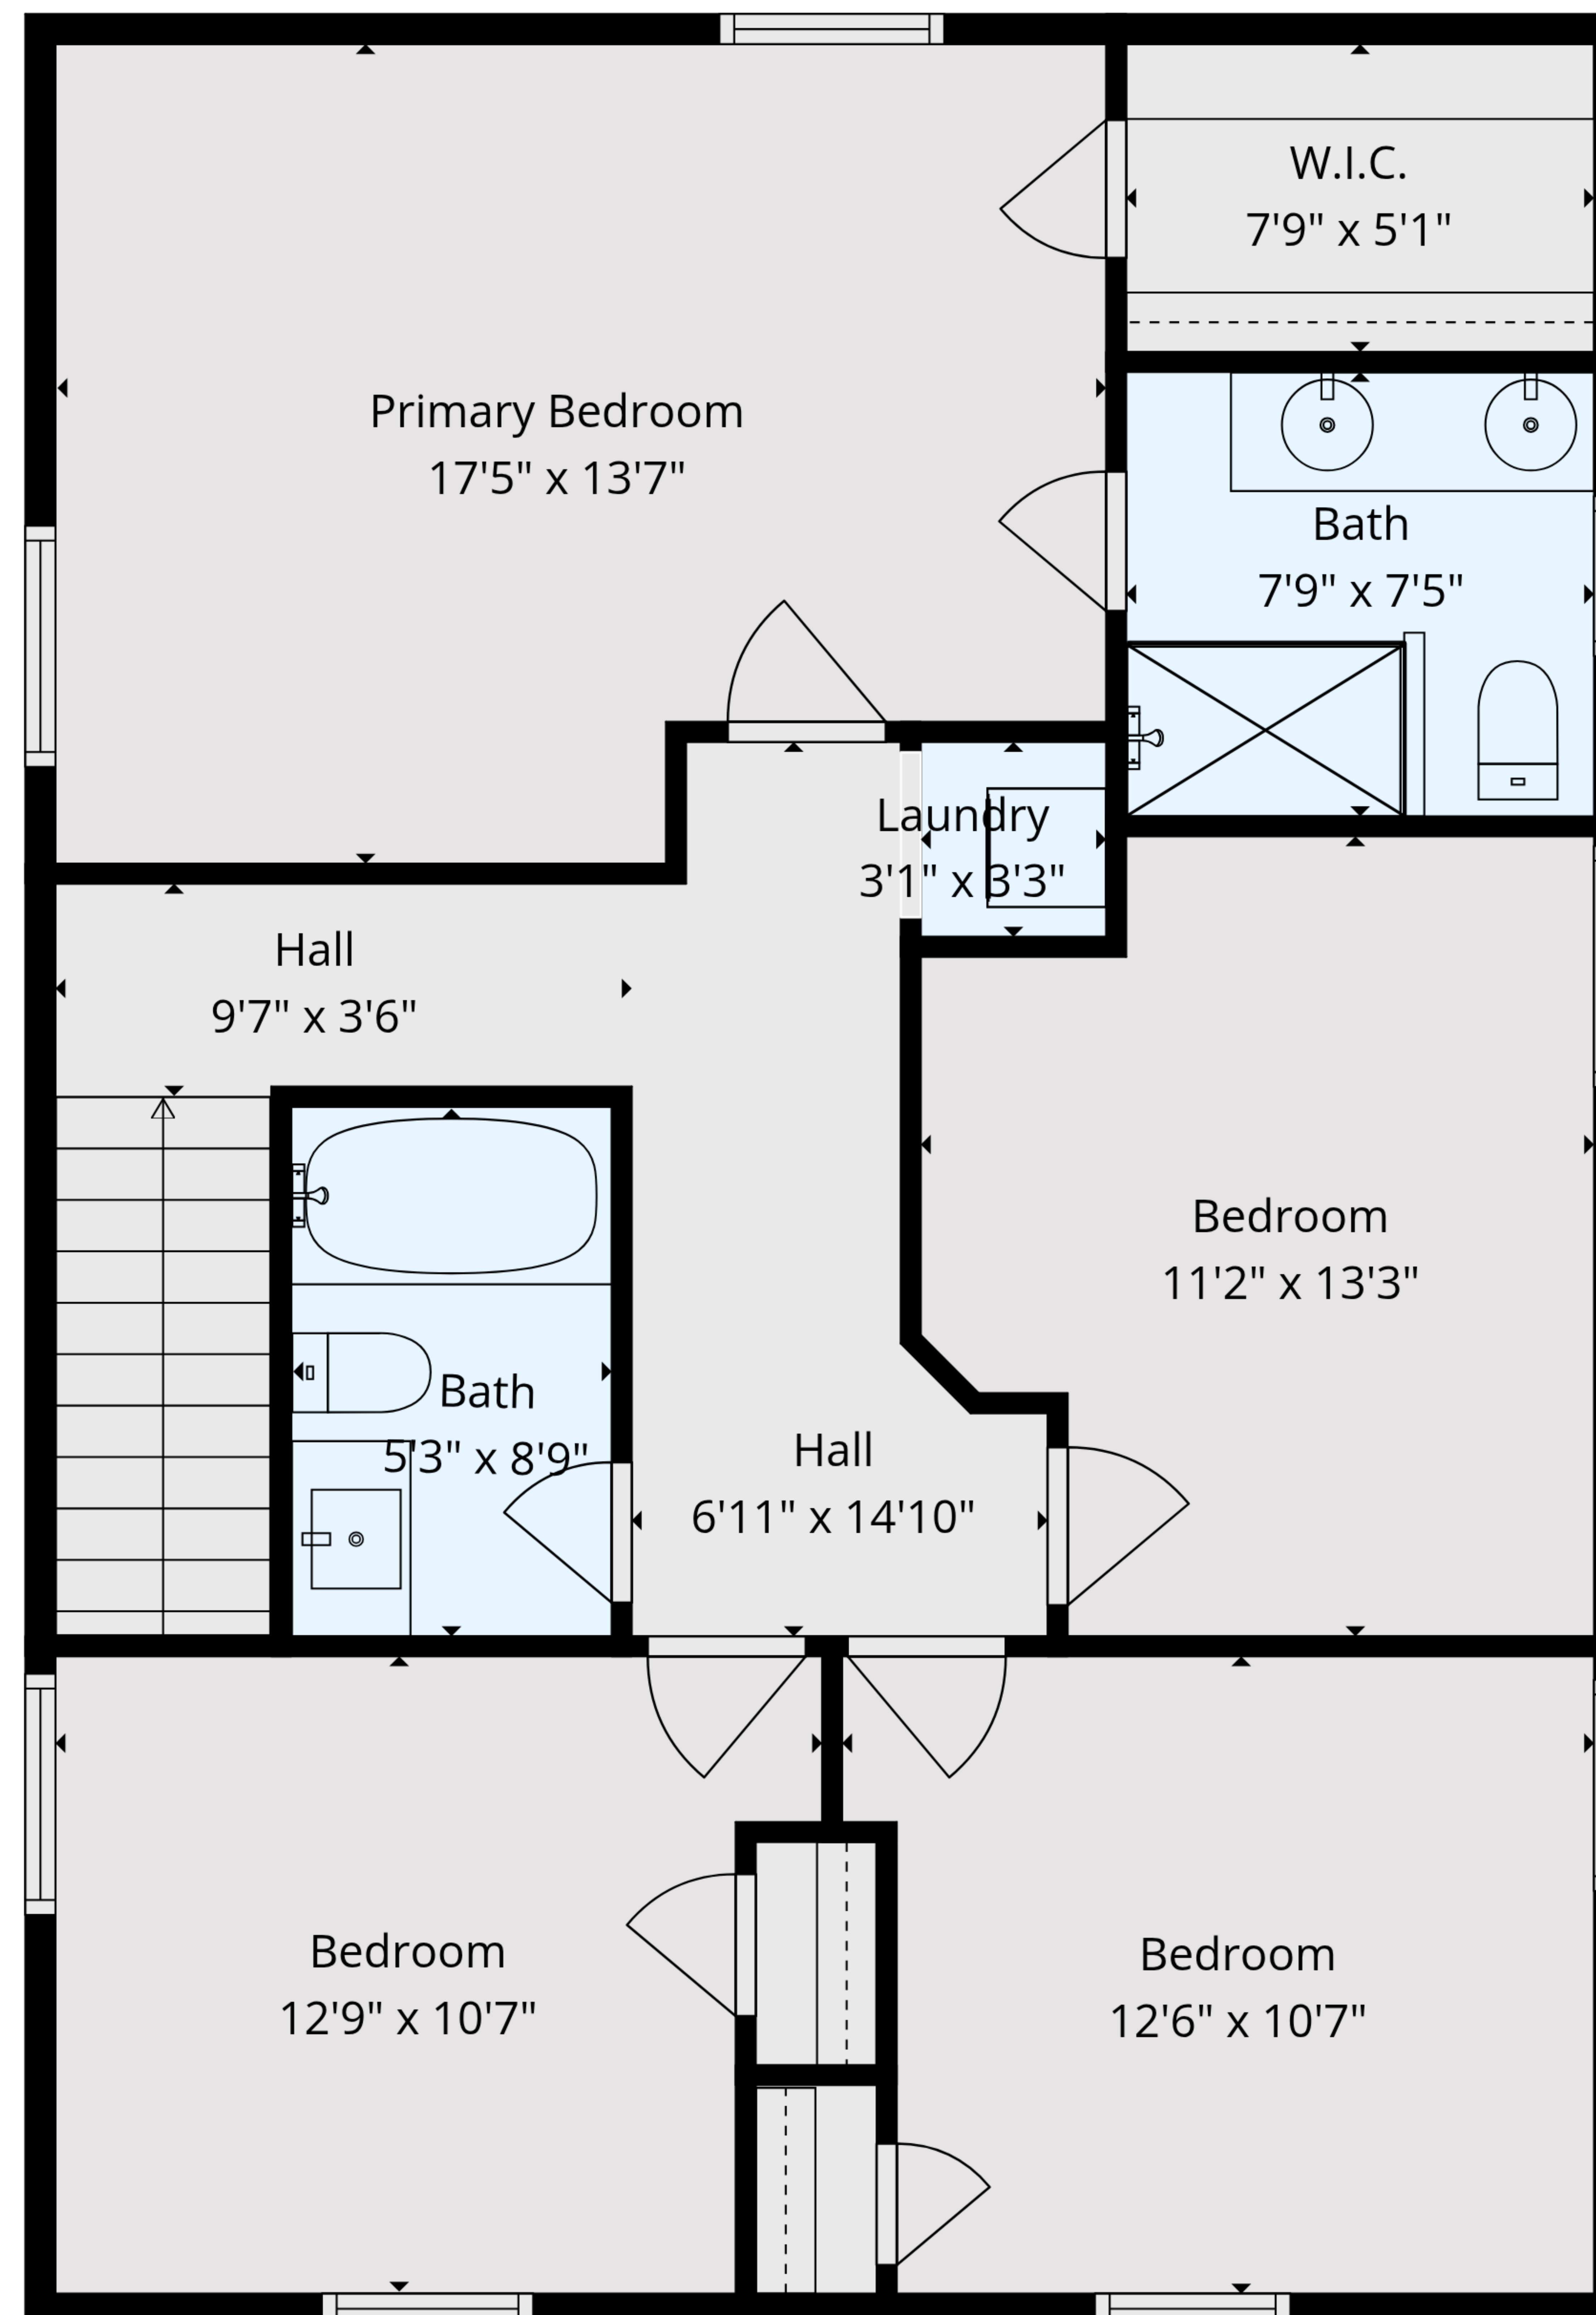 W.I.C.
7'9" x 5'1"
Primary Bedroom
17'5" x 13'7"
Bath
7'9" x 7'5"
Laundry
3'1" x 3'3"
Hall
9'7" x 3'6"
Bedroom
11'2" x 13'3"
Bath
5'3" x 8'9"
Hall
6'11" x 14'10"
Bedroom
12'9" x 10'7"
Bedroom
12'6" x 10'7"